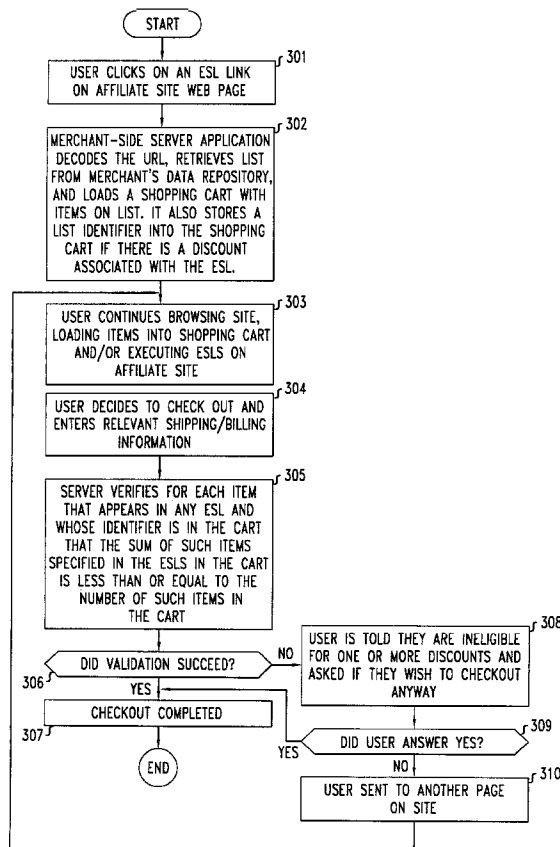 START
301
USER CLICKS ON AN ESL LINK
ON AFFILIATE SITE WEB PAGE
302
MERCHANT-SIDE SERVER APPLICATION
DECODES THE URL, RETRIEVES LIST
FROM MERCHANT'S DATA REPOSITORY,
AND LOADS A SHOPPING CART WITH
ITEMS ON LIST. IT ALSO STORES A
LIST IDENTIFIER INTO THE SHOPPING
CART IF THERE IS A DISCOUNT
ASSOCIATED WITH THE ESL.
303
USER CONTINUES BROWSING SITE,
LOADING ITEMS INTO SHOPPING CART
AND/OR EXECUTING ESLS ON
AFFILIATE SITE
304
USER DECIDES TO CHECK OUT AND
ENTERS RELEVANT SHIPPING/BILLING
INFORMATION
305
SERVER VERIFIES FOR EACH ITEM
THAT APPEARS IN ANY ESL AND
WHOSE IDENTIFIER IS IN THE CART
THAT THE SUM OF SUCH ITEMS
SPECIFIED IN THE ESLS IN THE CART
IS LESS THAN OR EQUAL TO THE
NUMBER OF SUCH ITEMS IN
THE CART
DID VALIDATION SUCCEED?
306
NO
YES
308
USER IS TOLD THEY ARE INELIGIBLE
FOR ONE OR MORE DISCOUNTS AND
ASKED IF THEY WISH TO CHECKOUT
ANYWAY
CHECKOUT COMPLETED
307
END
309
DID USER ANSWER YES?
YES
NO
310
USER SENT TO ANOTHER PAGE
ON SITE